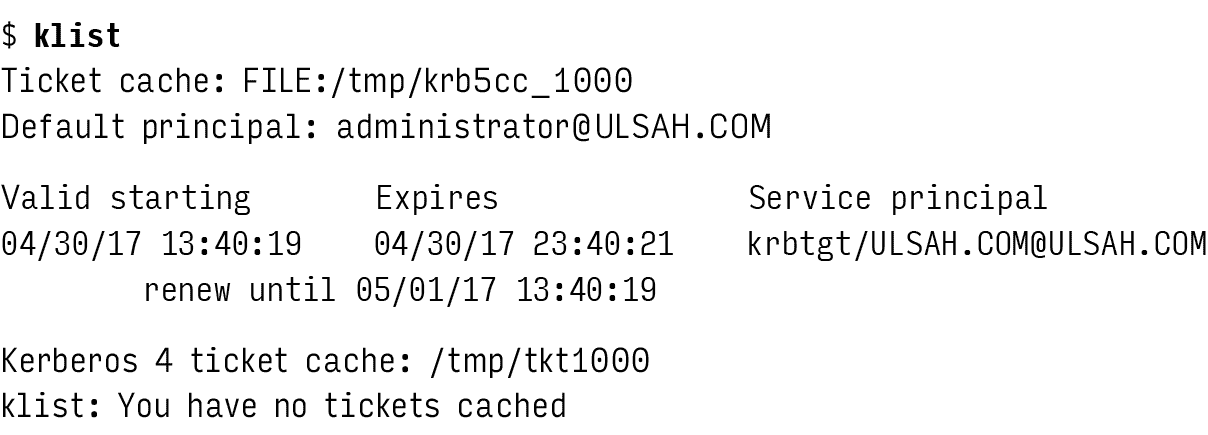 $ klist
Ticket cache: FILE:/tmp/krb5cc_1000
Default principal: administrator@ULSAH.COM
Valid starting Expires Service principal
04/30/17 13:40:19 04/30/17 23:40:21 krbtgt/ULSAH.COM@ULSAH.COM
renew until 05/01/17 13:40:19
Kerberos 4 ticket cache: /tmp/tkt1000
klist: You have no tickets cached